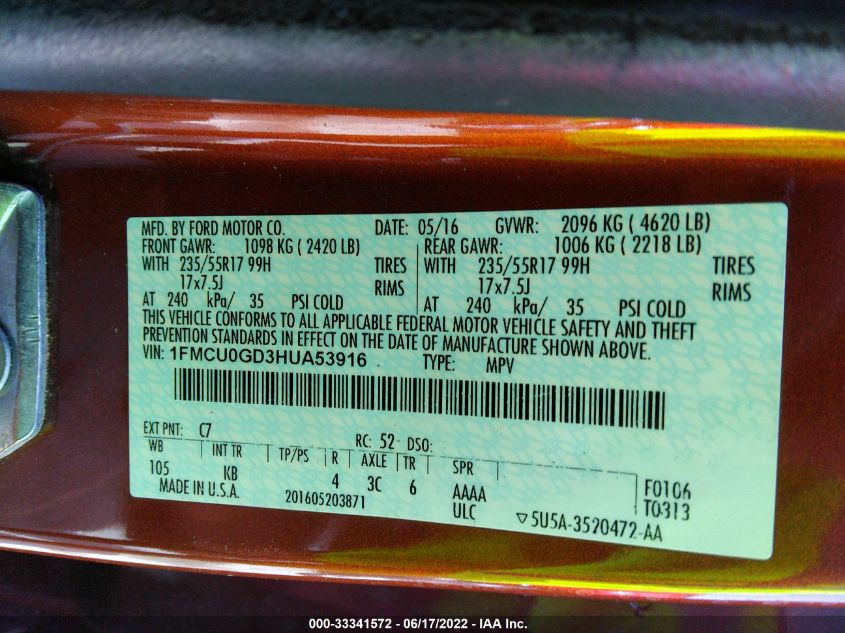 MFD. BY FORD MOTOR CO. DATE: 05/16 GVWR: 2096 KG ( 4620 LB)
FRONT GAWR: 1098 KG ( 2420 LB) REAR GAWR: 1006 KG ( 2218 LB)
WITH 235/55R17 99H TIRES WITH 235/55R17 99H TIRES
17x7.5J RIMS 17x7.5J RIMS
AT 240 kPa/ 35 PSI COLD AT 240 kPa/ 35 PSI COLD
THIS VEHICLE CONFORMS TO ALL APPLICABLE FEDERAL MOTOR VEHICLE SAFETY AND THEFT
PREVENTION STANDARDS IN EFFECT ON THE DATE OF MANUFACTURE SHOWN ABOVE.
VIN: 1FMCU0GD3HUA53916 TYPE: MPV
EXT PNT: C7 RC: 52 DSO:
WB INT TR TP/PS R AXLE TR SPR
105 KB 4 3C 6 AAAA F0106
MADE IN U.S.A. 201605203871 ULC T0313
▽5U5A-3520472-AA
000-33341572 - 06/17/2022 - IAA Inc.